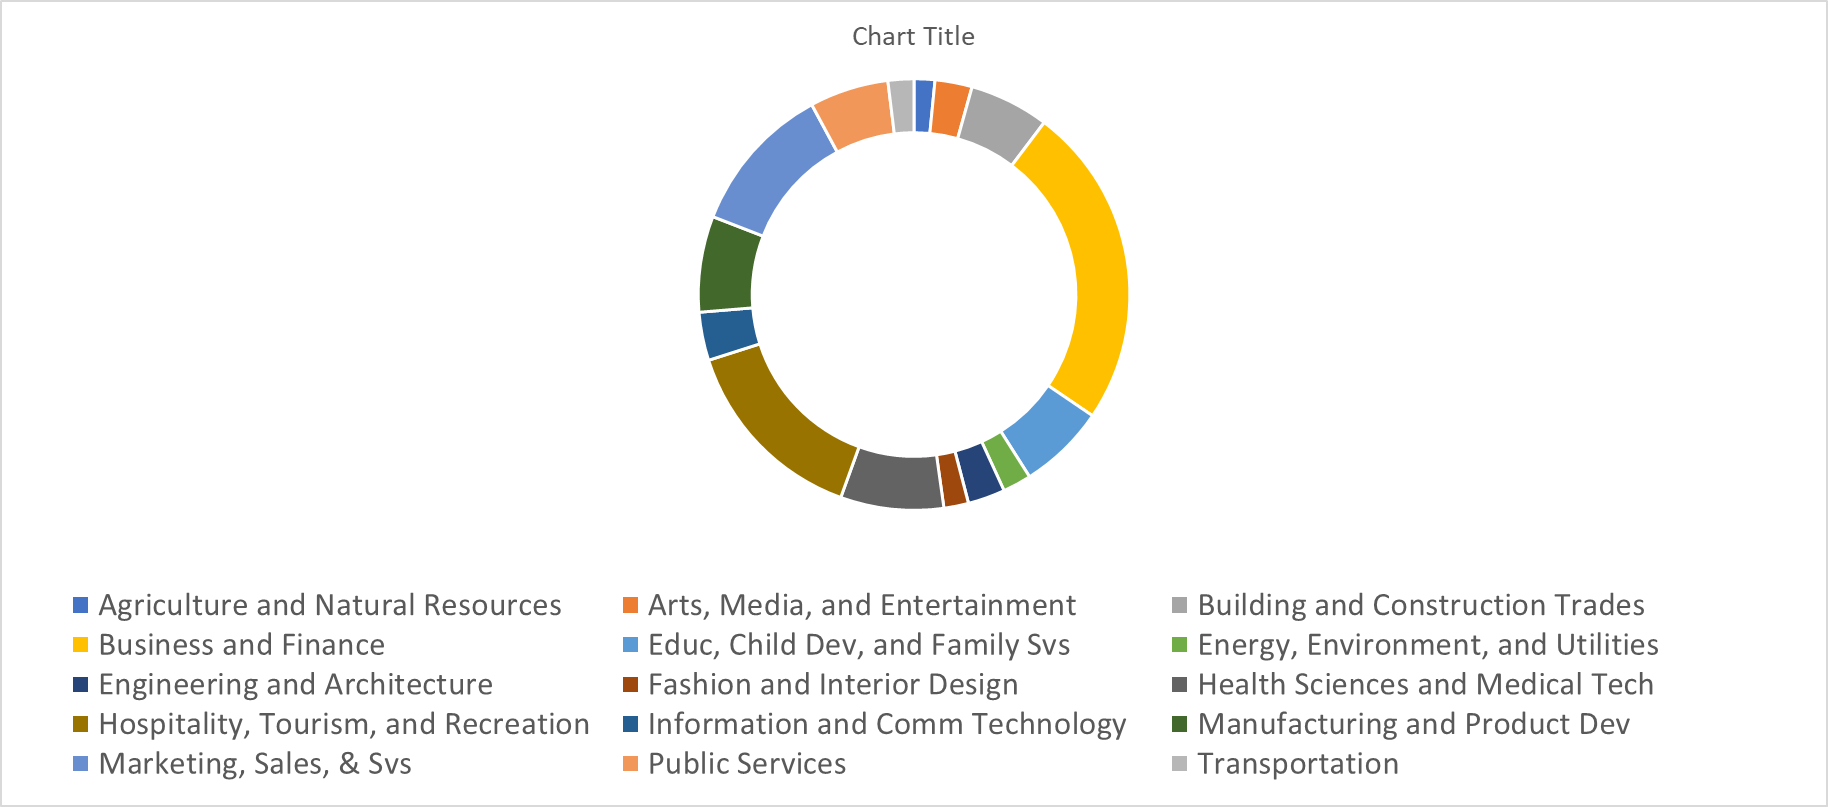 Chart Title
Agriculture and Natural Resources
Arts, Media, and Entertainment
Building and Construction Trades
Business and Finance
Educ, Child Dev, and Family Svs
Energy, Environment, and Utilities
Engineering and Architecture
Fashion and Interior Design
Health Sciences and Medical Tech
Hospitality, Tourism, and Recreation
Information and Comm Technology
Manufacturing and Product Dev
Marketing, Sales, & Svs
Public Services
Transportation